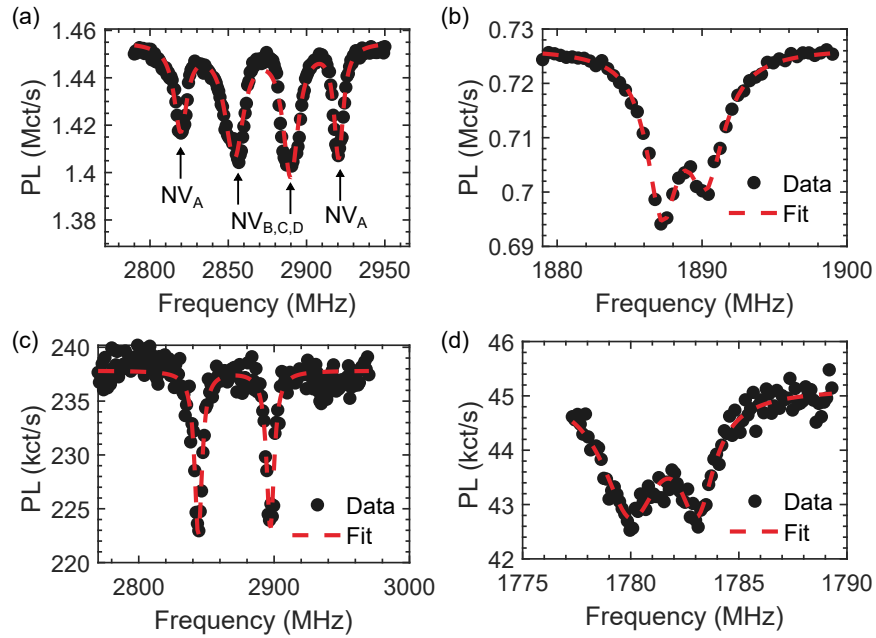 (a)
1.46
1.44
1.42
1.4
1.38
PL (Mct/s)
NV_A
NV_B,C,D
NV_A
2800 2850 2900 2950
Frequency (MHz)
(b)
0.73
0.72
0.71
0.7
0.69
PL (Mct/s)
Data
Fit
1880 1890 1900
Frequency (MHz)
(c)
240
235
230
225
220
PL (kct/s)
Data
Fit
2800 2900 3000
Frequency (MHz)
(d)
46
45
44
43
42
PL (kct/s)
Data
Fit
1775 1780 1785 1790
Frequency (MHz)